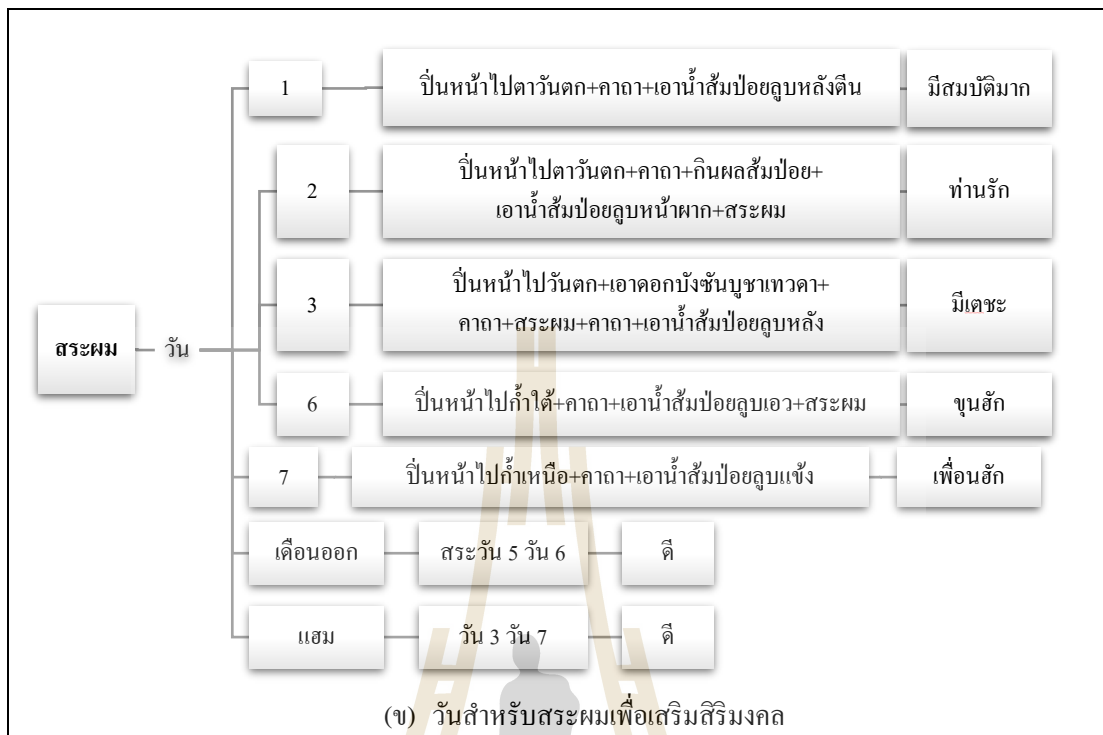 สระผม
วัน
1
ปิ่นหน้าไปตาวันตก+คาถา+เอาน้ำส้มป่อยลูบหลังตีน
มีสมบัติมาก
2
ปิ่นหน้าไปตาวันตก+คาถา+กินผลส้มป่อย+
เอาน้ำส้มป่อยลูบหน้าผาก+สระผม
ท่านรัก
3
ปิ่นหน้าไปวันตก+เอาดอกบังซันบูชาเทวดา+
คาถา+สระผม+คาถา+เอาน้ำส้มป่อยลูบหลัง
มีเตชะ
6
ปิ่นหน้าไปก้ำใต้+คาถา+เอาน้ำส้มป่อยลูบเอว+สระผม
ขุนฮัก
7
ปิ่นหน้าไปก้ำเหนือ+คาถา+เอาน้ำส้มป่อยลูบแข้ง
เพื่อนฮัก
เดือนออก
สระวัน 5 วัน 6
ดี
แฮม
วัน 3 วัน 7
ดี
(ข) วันสำหรับสระผมเพื่อเสริมสิริมงคล